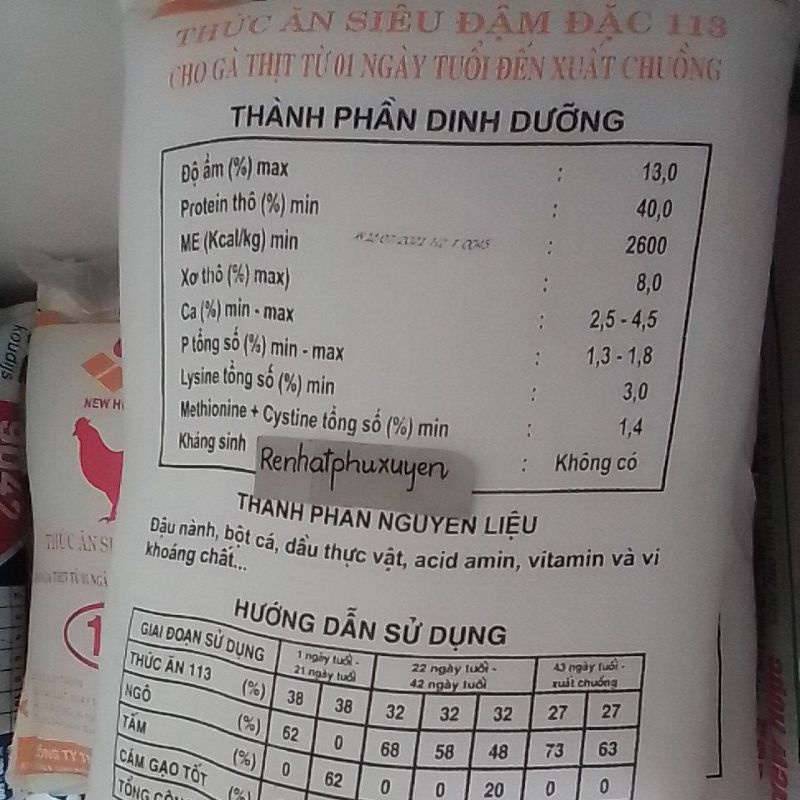 THỨC ĂN SIÊU ĐẬM ĐẶC 113
CHO GÀ THỊT TỪ 01 NGÀY TUỔI ĐẾN XUẤT CHUỒNG
THÀNH PHẦN DINH DƯỠNG
Độ ẩm (%) max : 13,0
Protein thô (%) min : 40,0
ME (Kcal/kg) min : 2600
Xơ thô (%) max) : 8,0
Ca (%) min - max : 2,5 - 4,5
P tổng số (%) min - max : 1,3 - 1,8
Lysine tổng số (%) min : 3,0
Methionine + Cystine tổng số (%) min : 1,4
Kháng sinh : Không có
Renhatphuxuyen
THÀNH PHẦN NGUYÊN LIỆU
Đậu nành, bột cá, dầu thực vật, acid amin, vitamin và vi
khoáng chất...
HƯỚNG DẪN SỬ DỤNG
GIAI ĐOẠN SỬ DỤNG 1 ngày tuổi - 21 ngày tuổi 22 ngày tuổi - 42 ngày tuổi 43 ngày tuổi - xuất chuồng
THỨC ĂN 113 (%) 38 38 32 32 32 27 27
NGÔ (%) 62 0 68 58 48 73 63
TẤM (%) 0 62 0 0 20 0 0
CÁM GẠO TỐT (%)
NEW
THỨC ĂN
koudijs